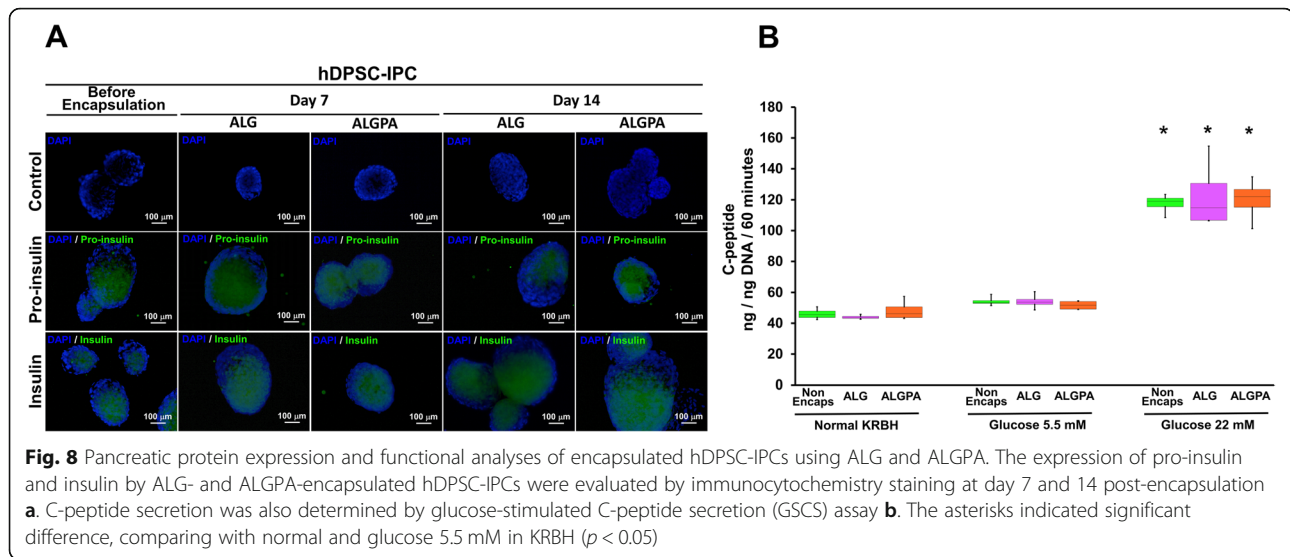 A
hDPSC-IPC
Before Encapsulation
Day 7
Day 14
ALG
ALGPA
ALG
ALGPA
Control
DAPI
100 µm
DAPI
100 µm
DAPI
100 µm
DAPI
100 µm
DAPI
100 µm
Pro-insulin
DAPI / Pro-insulin
100 µm
DAPI / Pro-insulin
100 µm
DAPI / Pro-insulin
100 µm
DAPI / Pro-insulin
100 µm
DAPI / Pro-insulin
100 µm
Insulin
DAPI / Insulin
100 µm
DAPI / Insulin
100 µm
DAPI / Insulin
100 µm
DAPI / Insulin
100 µm
DAPI / Insulin
100 µm
B
C-peptide
ng / ng DNA / 60 minutes
180
160
140
120
100
80
60
40
20
0
* * *
Non Encaps ALG ALGPA
Normal KRBH
Non Encaps ALG ALGPA
Glucose 5.5 mM
Non Encaps ALG ALGPA
Glucose 22 mM
Fig. 8 Pancreatic protein expression and functional analyses of encapsulated hDPSC-IPCs using ALG and ALGPA. The expression of pro-insulin
and insulin by ALG- and ALGPA-encapsulated hDPSC-IPCs were evaluated by immunocytochemistry staining at day 7 and 14 post-encapsulation
a. C-peptide secretion was also determined by glucose-stimulated C-peptide secretion (GSCS) assay b. The asterisks indicated significant
difference, comparing with normal and glucose 5.5 mM in KRBH (p < 0.05)